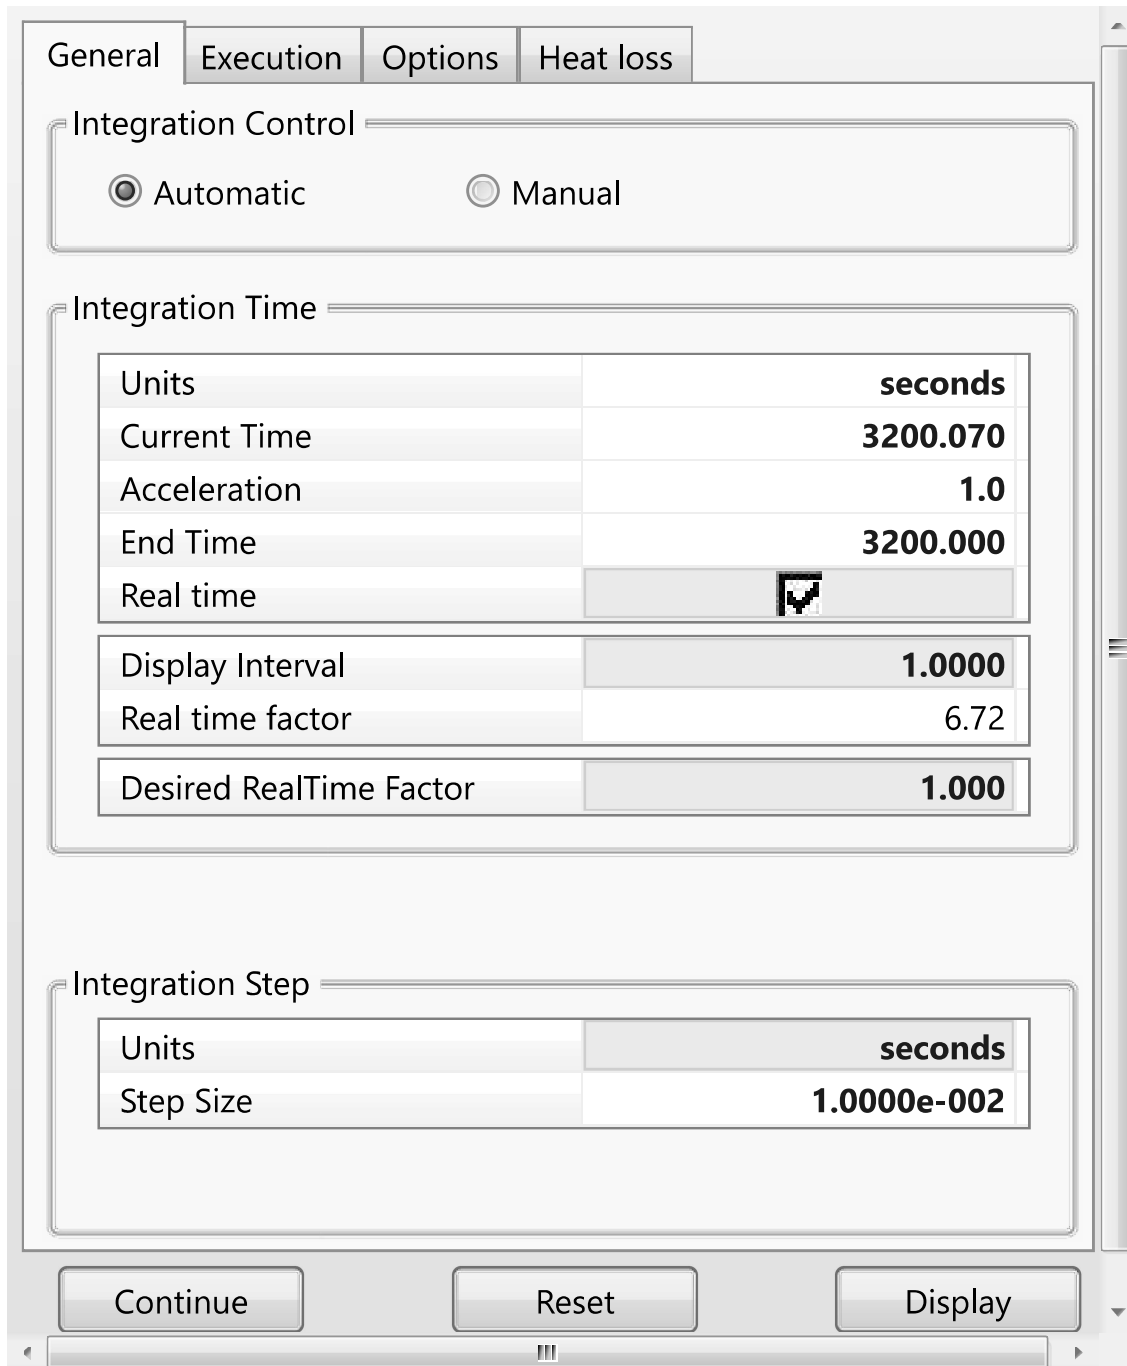 General Execution Options Heat loss
Integration Control
Automatic Manual
Integration Time
Units seconds
Current Time 3200.070
Acceleration 1.0
End Time 3200.000
Real time
Display Interval 1.0000
Real time factor 6.72
Desired RealTime Factor 1.000
Integration Step
Units seconds
Step Size 1.0000e-002
Continue Reset Display